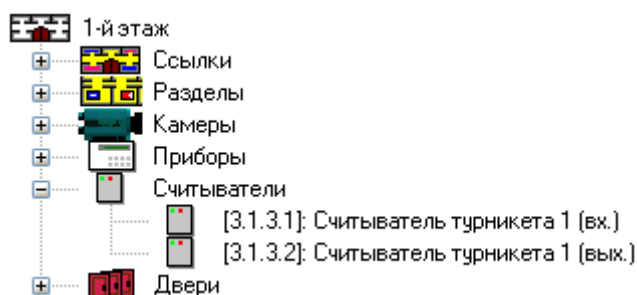 1-й этаж
Ссылки
Разделы
Камеры
Приборы
Считыватели
[3.1.3.1]: Считыватель турникета 1 (вх.)
[3.1.3.2]: Считыватель турникета 1 (вых.)
Двери